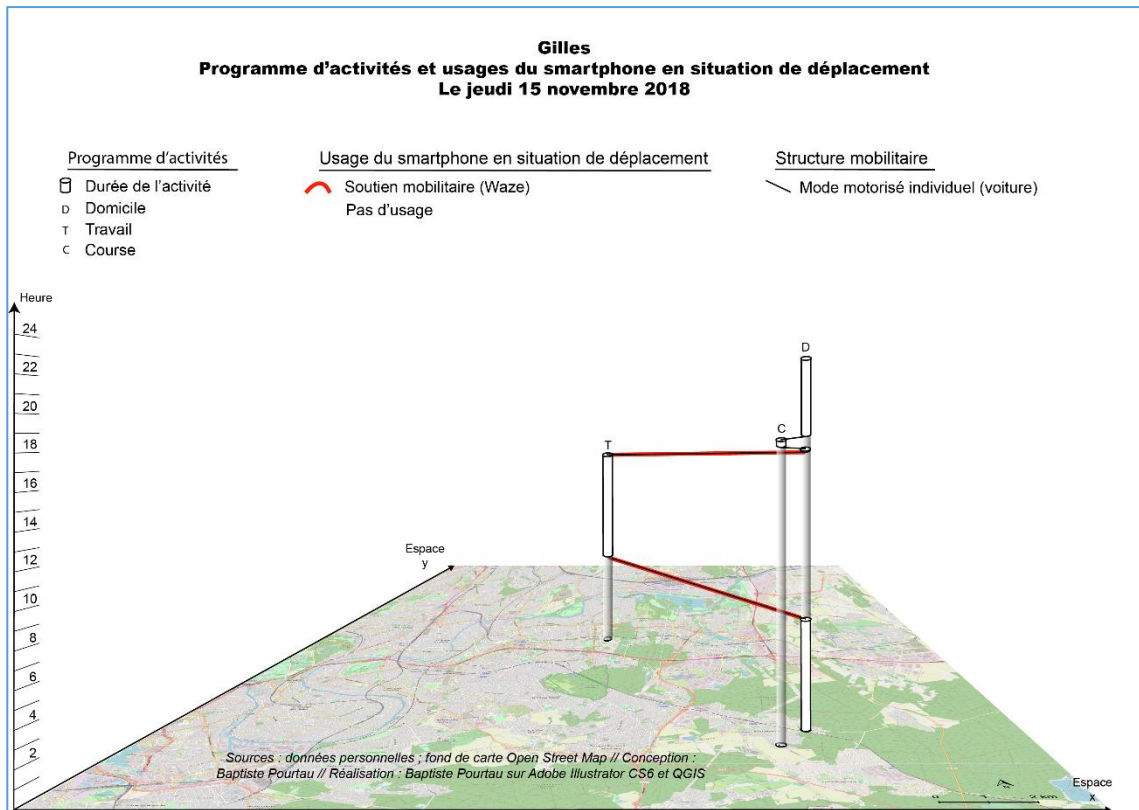 Gilles
Programme d'activités et usages du smartphone en situation de déplacement
Le jeudi 15 novembre 2018
Programme d'activités
Durée de l'activité
D Domicile
T Travail
C Course
Usage du smartphone en situation de déplacement
Soutien mobilitaire (Waze)
Pas d'usage
Structure mobilitaire
Mode motorisé individuel (voiture)
Heure
24
22
20
18
16
14
12
10
8
6
4
2
D
C
T
Espace
y
Sources : données personnelles ; fond de carte Open Street Map // Conception :
Baptiste Pourtau // Réalisation : Baptiste Pourtau sur Adobe Illustrator CS6 et QGIS
Espace
x
0 1 2 km